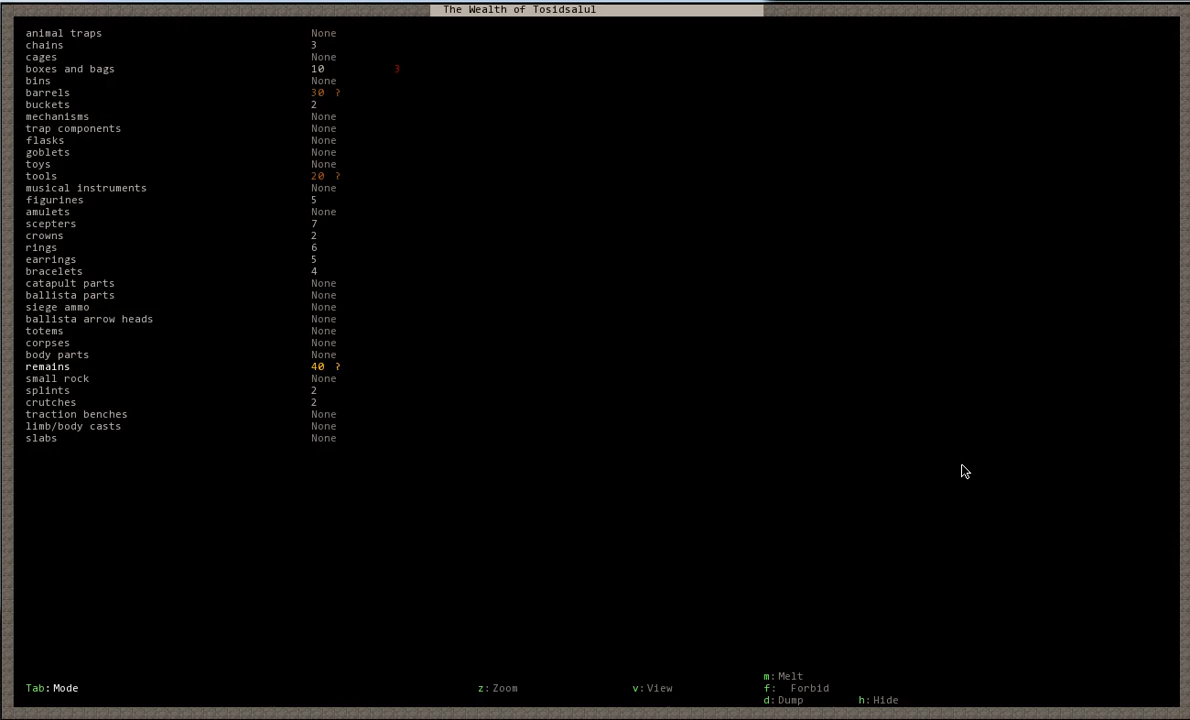 The Wealth of Tosidsalul
animal traps None
chains 3
cages None
boxes and bags 10 3
bins None
barrels 30 ?
buckets 2
mechanisms None
trap components None
flasks None
goblets None
toys None
tools 20 ?
musical instruments None
figurines 5
amulets None
scepters 7
crowns 2
rings 6
earrings 5
bracelets 4
catapult parts None
ballista parts None
siege ammo None
ballista arrow heads None
totems None
corpses None
body parts None
remains 40 ?
small rock None
splints 2
crutches 2
traction benches None
limb/body casts None
slabs None
m:Melt
Tab:Mode z:Zoom v:View f: Forbid
d:Dump h:Hide